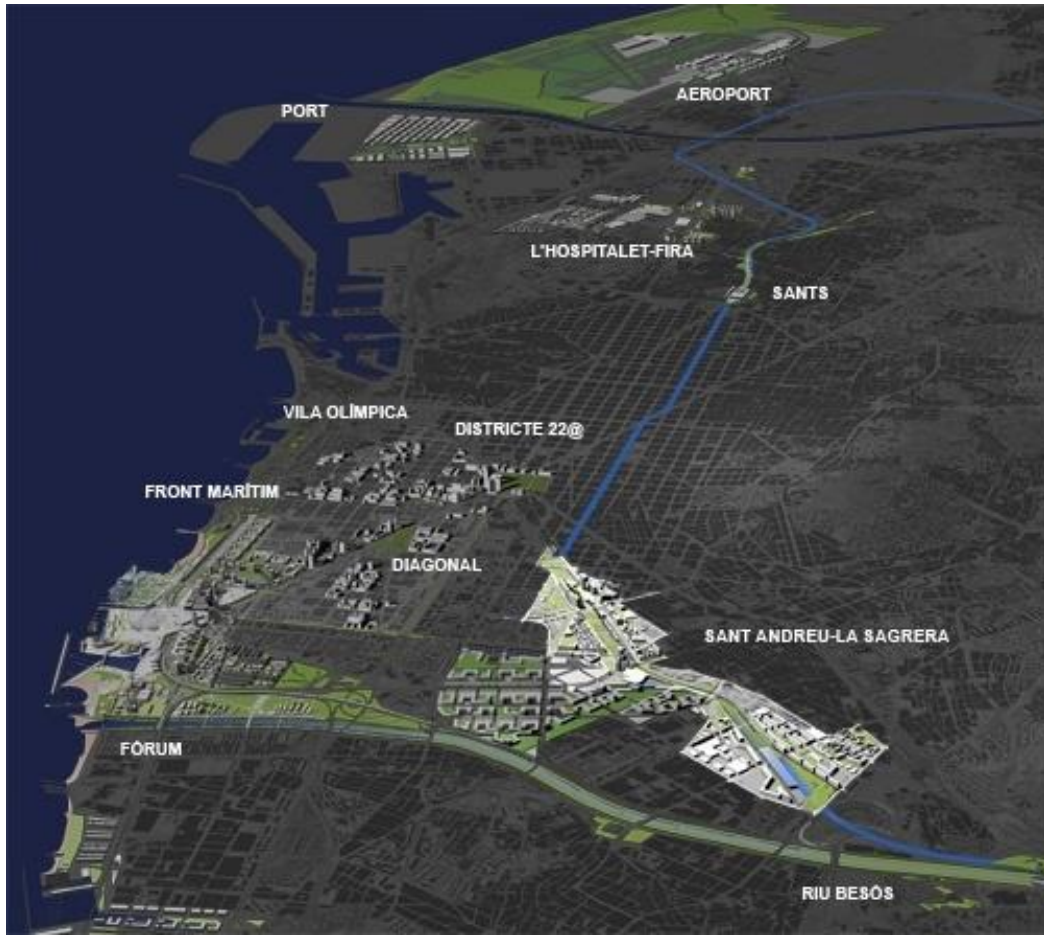 AEROPORT
PORT
L'HOSPITALET-FIRA
SANTS
VILA OLÍMPICA
DISTRICTE 22@
FRONT MARÍTIM
DIAGONAL
SANT ANDREU-LA SAGRERA
FÒRUM
RIU BESÒS